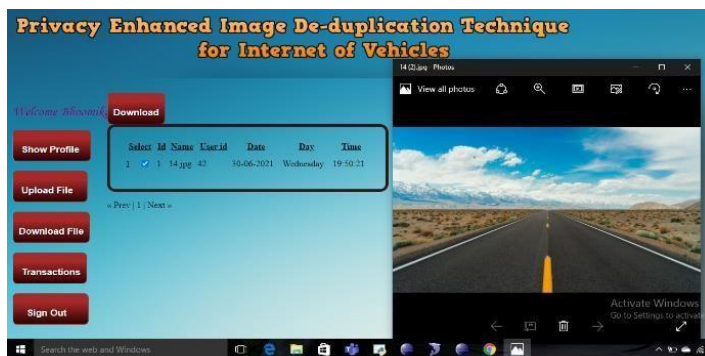 Privacy Enhanced Image De-duplication Technique
for Internet of Vehicles
14 (2).jpg - Photos
View all photos
Welcome Bhoomika
Download
Select Id Name User.id Date Day Time
1 1 14.jpg 42 30-06-2021 Wednesday 19:50:21
« Prev | 1 | Next »
Show Profile
Upload File
Download File
Transactions
Sign Out
Activate Windows
Go to Settings to activate
Search the web and Windows